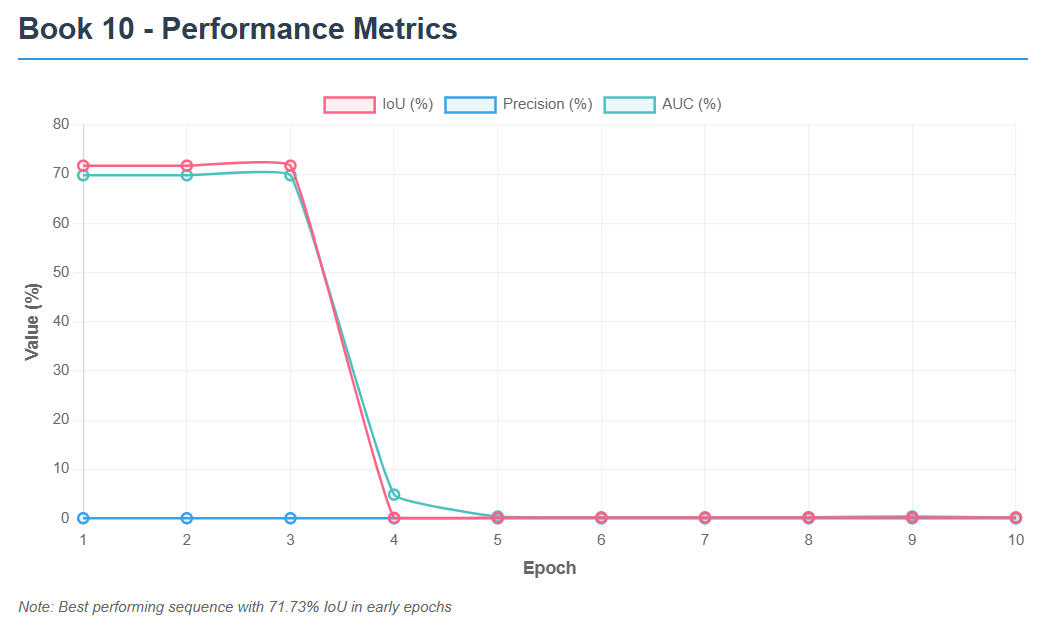 Book 10 - Performance Metrics
IoU (%) Precision (%) AUC (%)
80
70
60
50
40
30
20
10
0
Value (%)
1 2 3 4 5 6 7 8 9 10
Epoch
Note: Best performing sequence with 71.73% IoU in early epochs